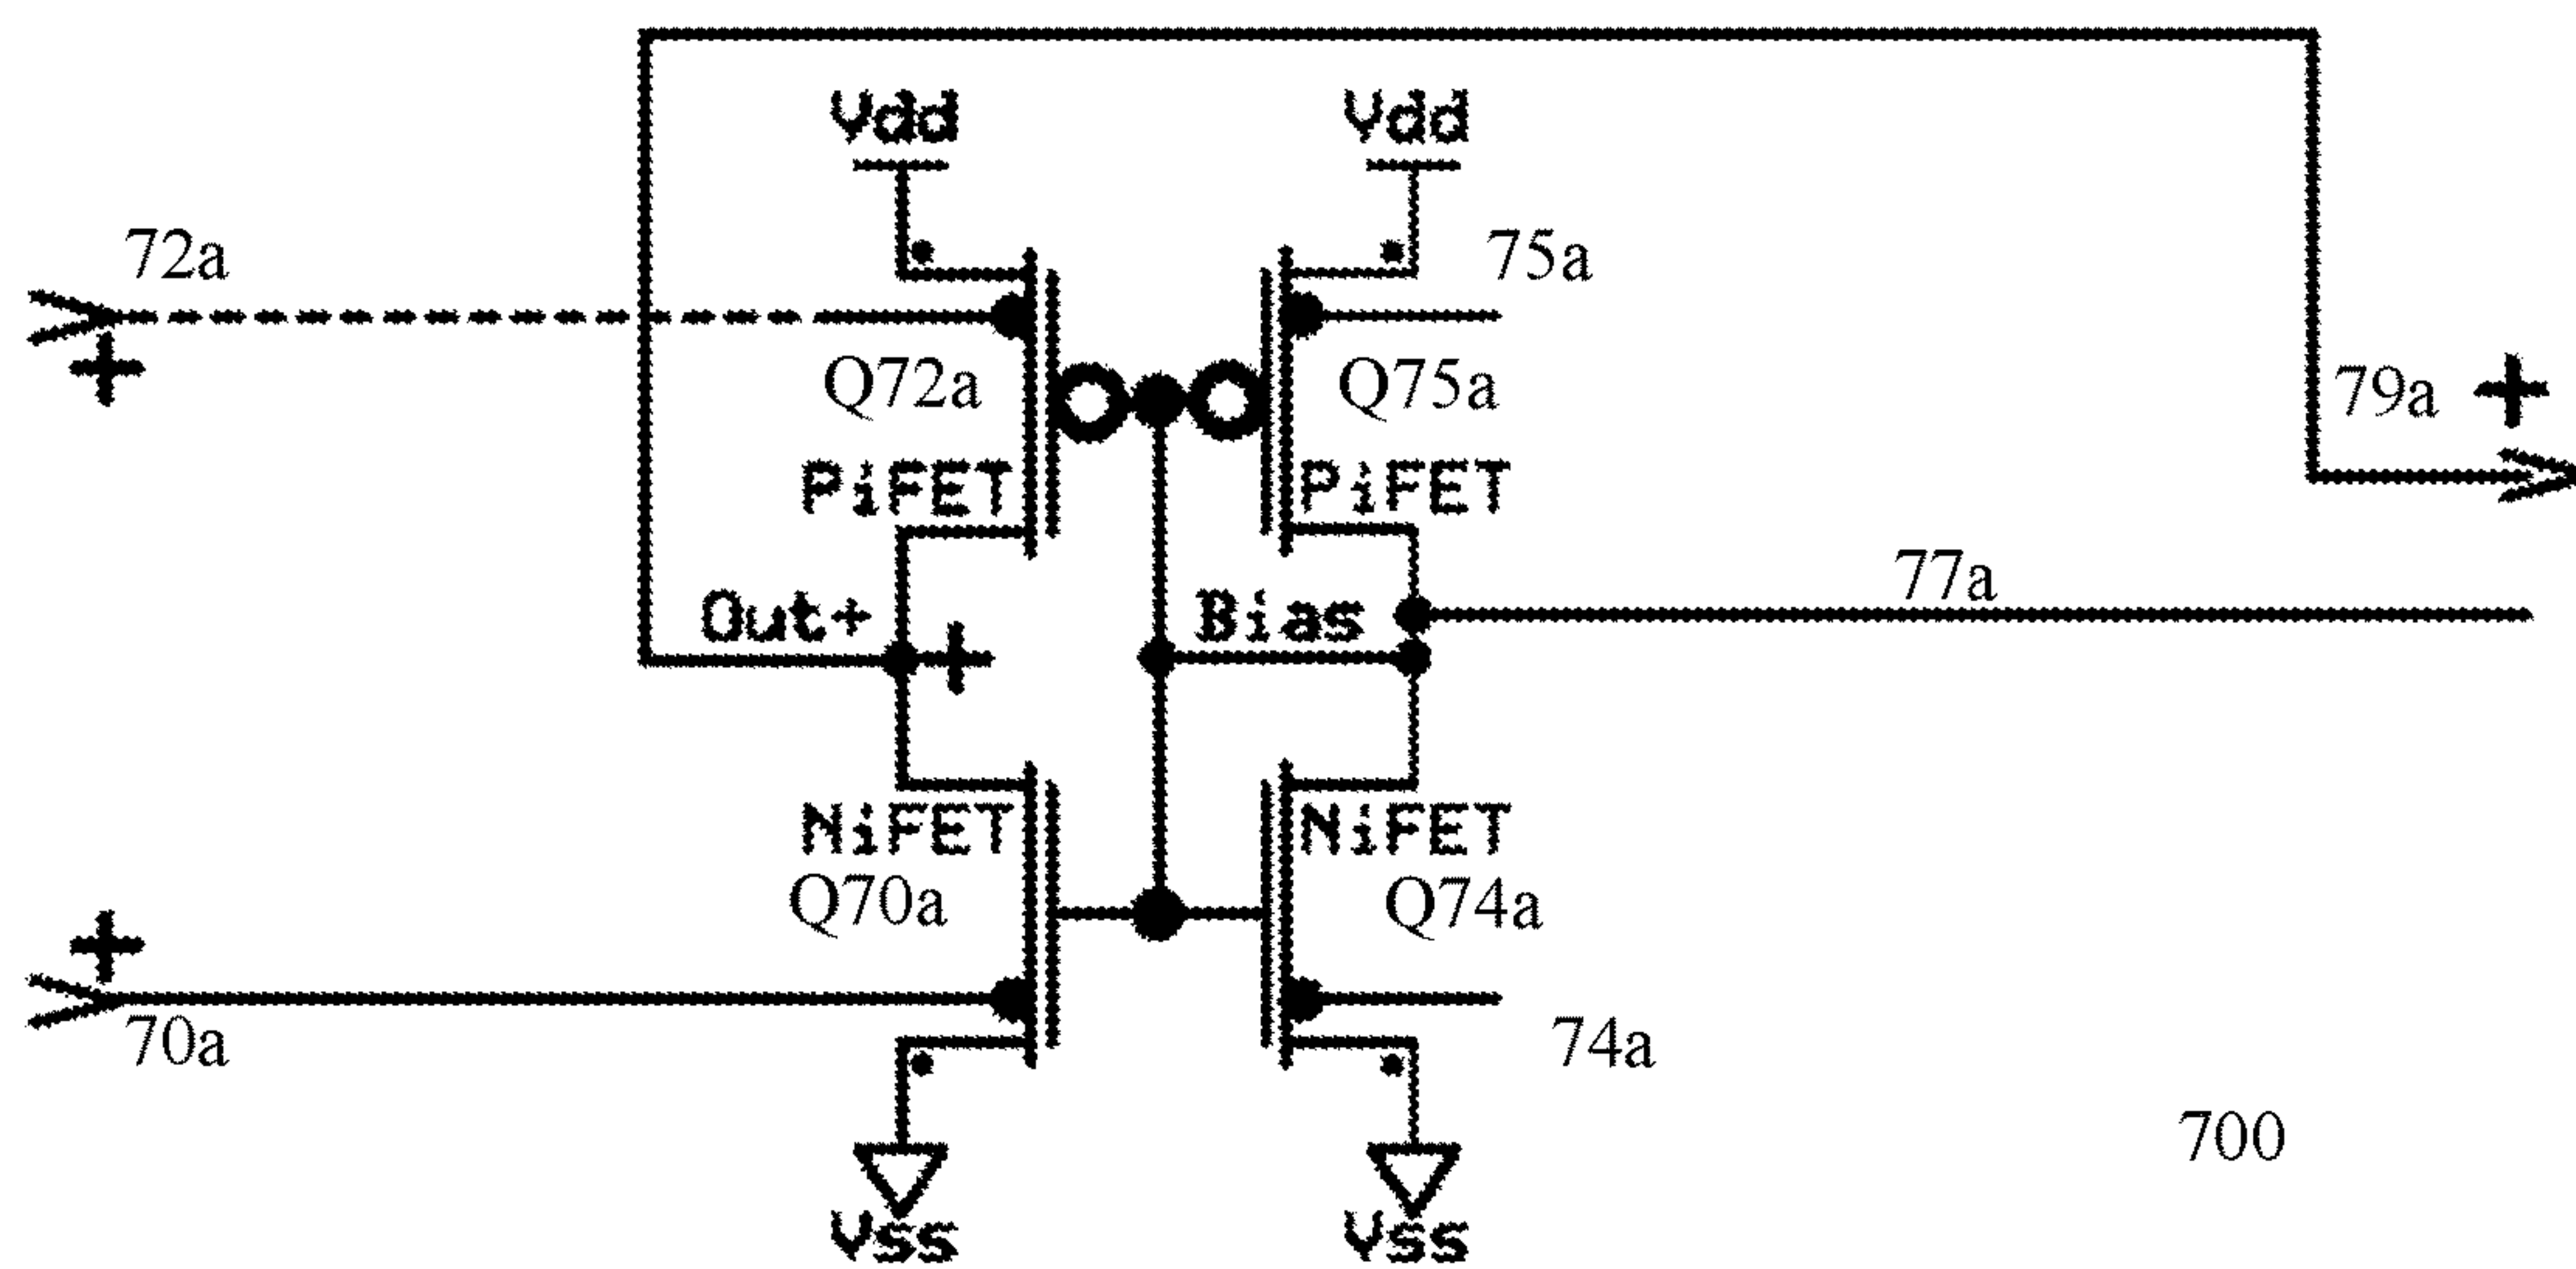 Vdd Vdd
72a 75a
+
Q72a Q75a 79a +
PiFET PiFET
77a
Out+ Bias
+
NiFET NiFET
Q70a Q74a
+
70a 74a
700
Vss Vss